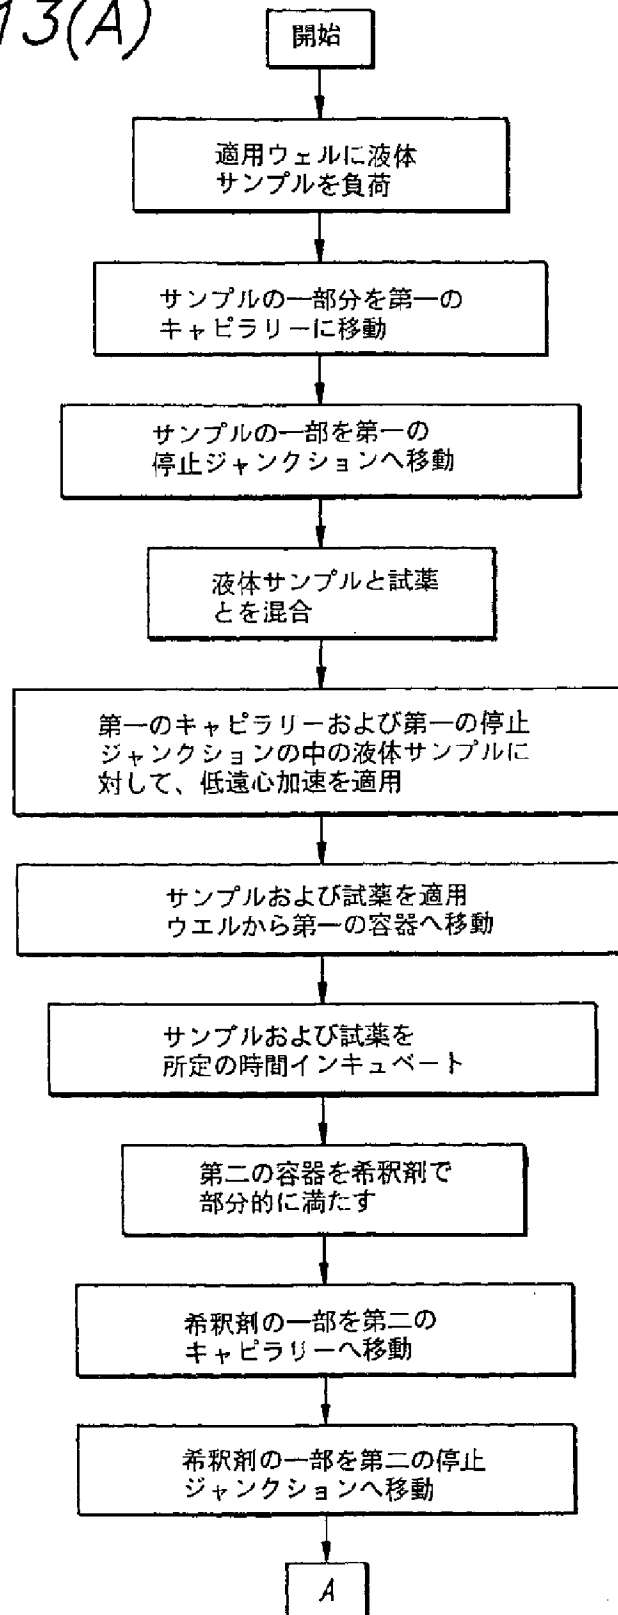 13(A)
開始
適用ウェルに液体
サンプルを負荷
サンプルの一部分を第一の
キャピラリーに移動
サンプルの一部を第一の
停止ジャンクションへ移動
液体サンプルと試薬
とを混合
第一のキャピラリーおよび第一の停止
ジャンクションの中の液体サンプルに
対して、低遠心加速を適用
サンプルおよび試薬を適用
ウエルから第一の容器へ移動
サンプルおよび試薬を
所定の時間インキュベート
第二の容器を希釈剤で
部分的に満たす
希釈剤の一部を第二の
キャピラリーへ移動
希釈剤の一部を第二の停止
ジャンクションへ移動
A